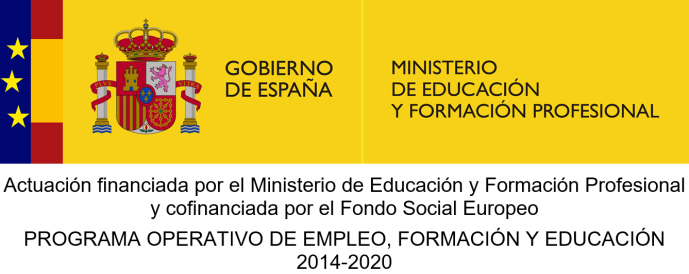 GOBIERNO
DE ESPAÑA
MINISTERIO
DE EDUCACIÓN
Y FORMACIÓN PROFESIONAL
Actuación financiada por el Ministerio de Educación y Formación Profesional
y cofinanciada por el Fondo Social Europeo
PROGRAMA OPERATIVO DE EMPLEO, FORMACIÓN Y EDUCACIÓN
2014-2020